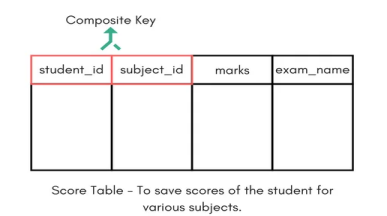 Composite Key
student_id subject_id marks exam_name
Score Table - To save scores of the student for
various subjects.